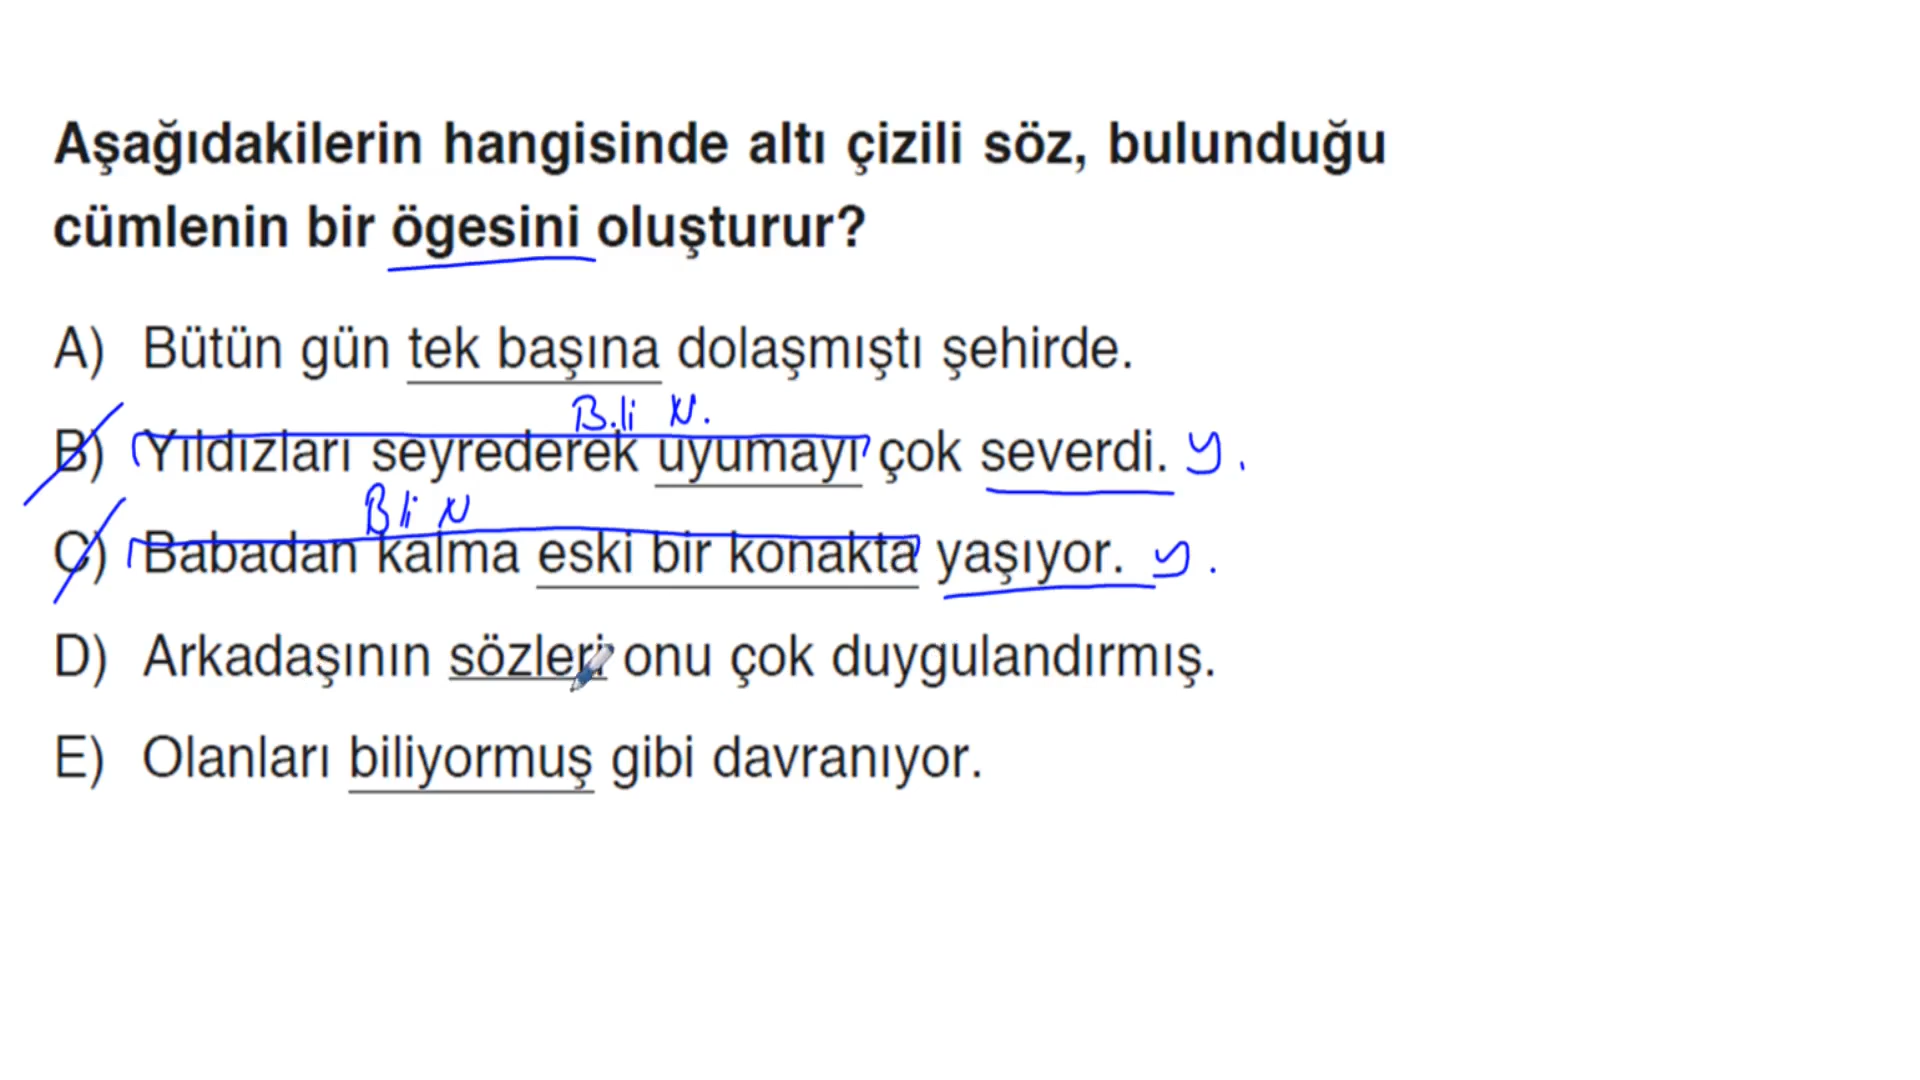 Aşağıdakilerin hangisinde altı çizili söz, bulunduğu
cümlenin bir ögesini oluşturur?
A) Bütün gün tek başına dolaşmıştı şehirde.
B.li N.
B) Yıldızları seyrederek uyumayı çok severdi. y.
B li N
C) Babadan kalma eski bir konakta yaşıyor. y.
D) Arkadaşının sözleri onu çok duygulandırmış.
E) Olanları biliyormuş gibi davranıyor.